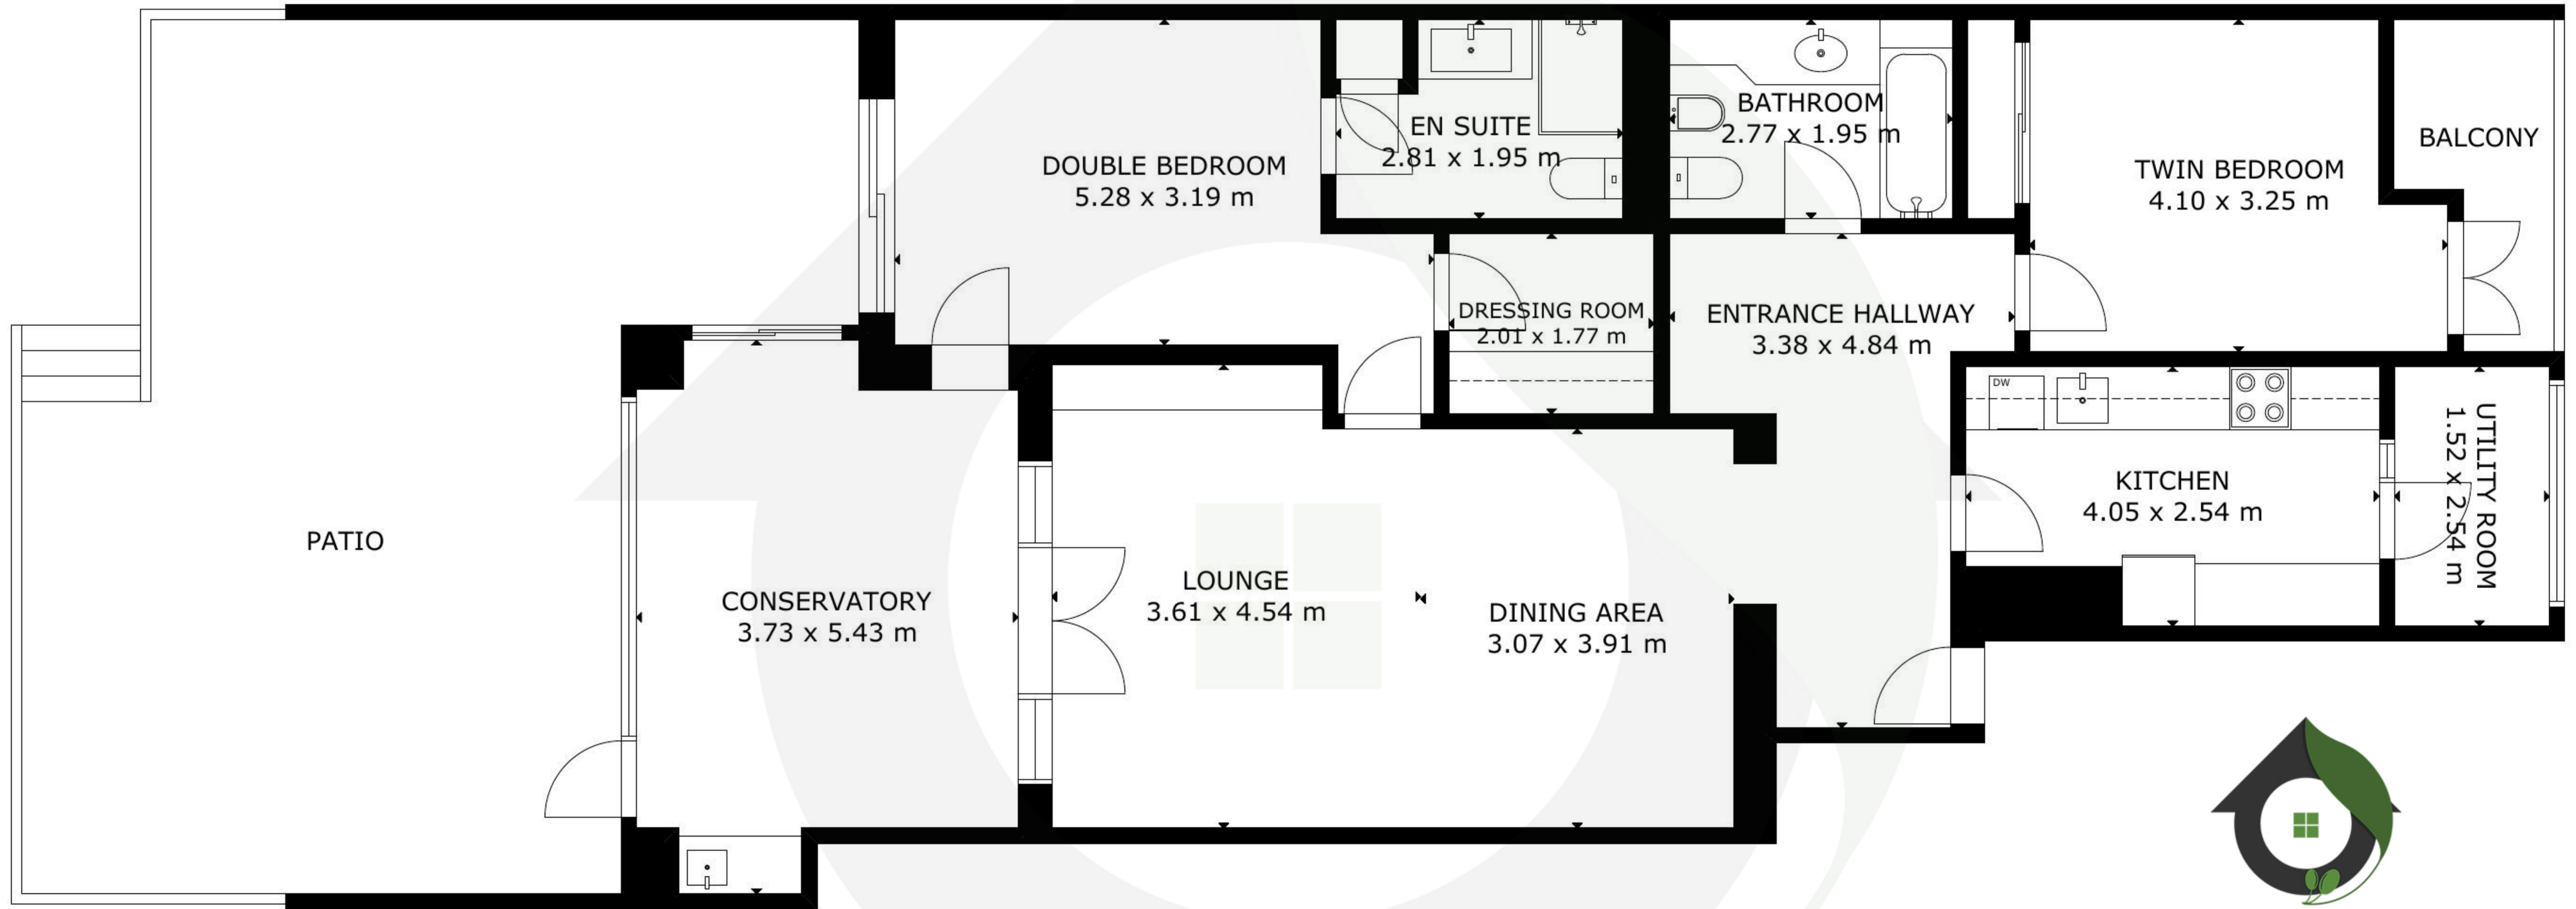 DOUBLE BEDROOM
5.28 x 3.19 m
EN SUITE
2.81 x 1.95 m
BATHROOM
2.77 x 1.95 m
TWIN BEDROOM
4.10 x 3.25 m
BALCONY
DRESSING ROOM
2.01 x 1.77 m
ENTRANCE HALLWAY
3.38 x 4.84 m
DW
KITCHEN
4.05 x 2.54 m
UTILITY ROOM
1.52 x 2.54 m
PATIO
CONSERVATORY
3.73 x 5.43 m
LOUNGE
3.61 x 4.54 m
DINING AREA
3.07 x 3.91 m